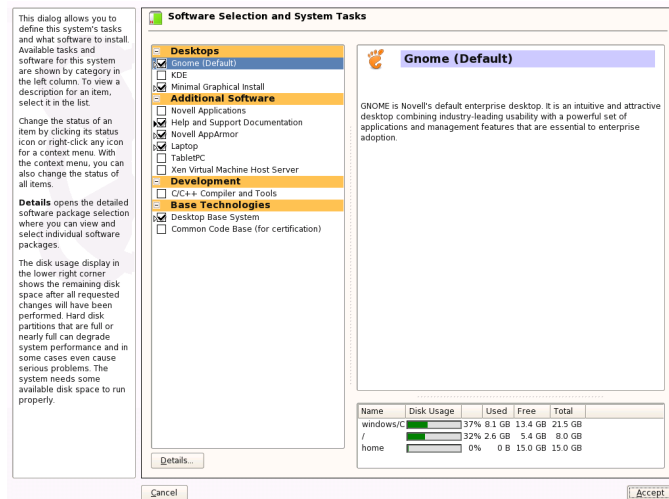 This dialog allows you to
define this system's tasks
and what software to install.
Available tasks and
software for this system
are shown by category in
the left column. To view a
description for an item,
select it in the list.
Change the status of an
item by clicking its status
icon or right-click any icon
for a context menu. With
the context menu, you can
also change the status of
all items.
Details opens the detailed
software package selection
where you can view and
select individual software
packages.
The disk usage display in
the lower right corner
shows the remaining disk
space after all requested
changes will have been
performed. Hard disk
partitions that are full or
nearly full can degrade
system performance and in
some cases even cause
serious problems. The
system needs some
available disk space to run
properly.
Software Selection and System Tasks
Desktops
Gnome (Default)
KDE
Minimal Graphical Install
Additional Software
Novell Applications
Help and Support Documentation
Novell AppArmor
Laptop
TabletPC
Xen Virtual Machine Host Server
Development
C/C++ Compiler and Tools
Base Technologies
Desktop Base System
Common Code Base (for certification)
Details...
Gnome (Default)
GNOME is Novell's default enterprise desktop. It is an intuitive and attractive
desktop combining industry-leading usability with a powerful set of
applications and management features that are essential to enterprise
adoption.
Name Disk Usage Used Free Total
windows/C 37% 8.1 GB 13.4 GB 21.5 GB
/ 32% 2.6 GB 5.4 GB 8.0 GB
home 0% 0 B 15.0 GB 15.0 GB
Cancel
Accept